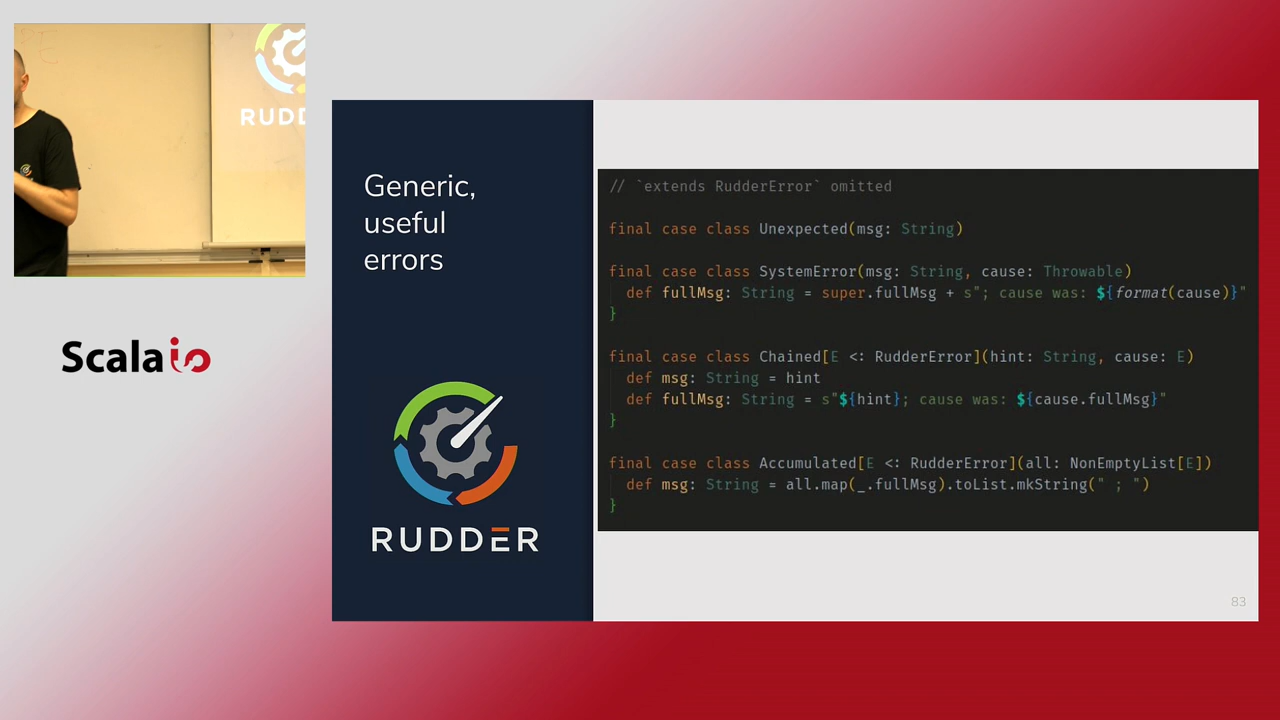 RUDD
Scala io
Generic,
useful
errors
RUDDER
// `extends RudderError` omitted
final case class Unexpected(msg: String)
final case class SystemError(msg: String, cause: Throwable)
def fullMsg: String = super.fullMsg + s"; cause was: ${format(cause)}"
}
final case class Chained[E <: RudderError](hint: String, cause: E)
def msg: String = hint
def fullMsg: String = s"${hint}; cause was: ${cause.fullMsg}"
}
final case class Accumulated[E <: RudderError](all: NonEmptyList[E])
def msg: String = all.map(_.fullMsg).toList.mkString(" ; ")
}
83